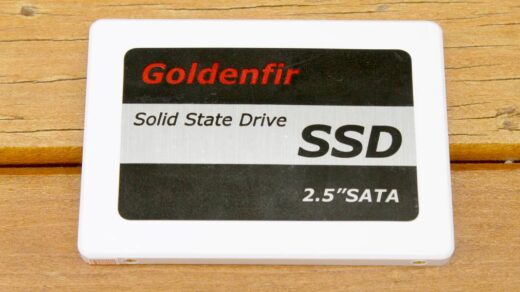 Goldenfir
Solid State Drive
SSD
2.5”SATA